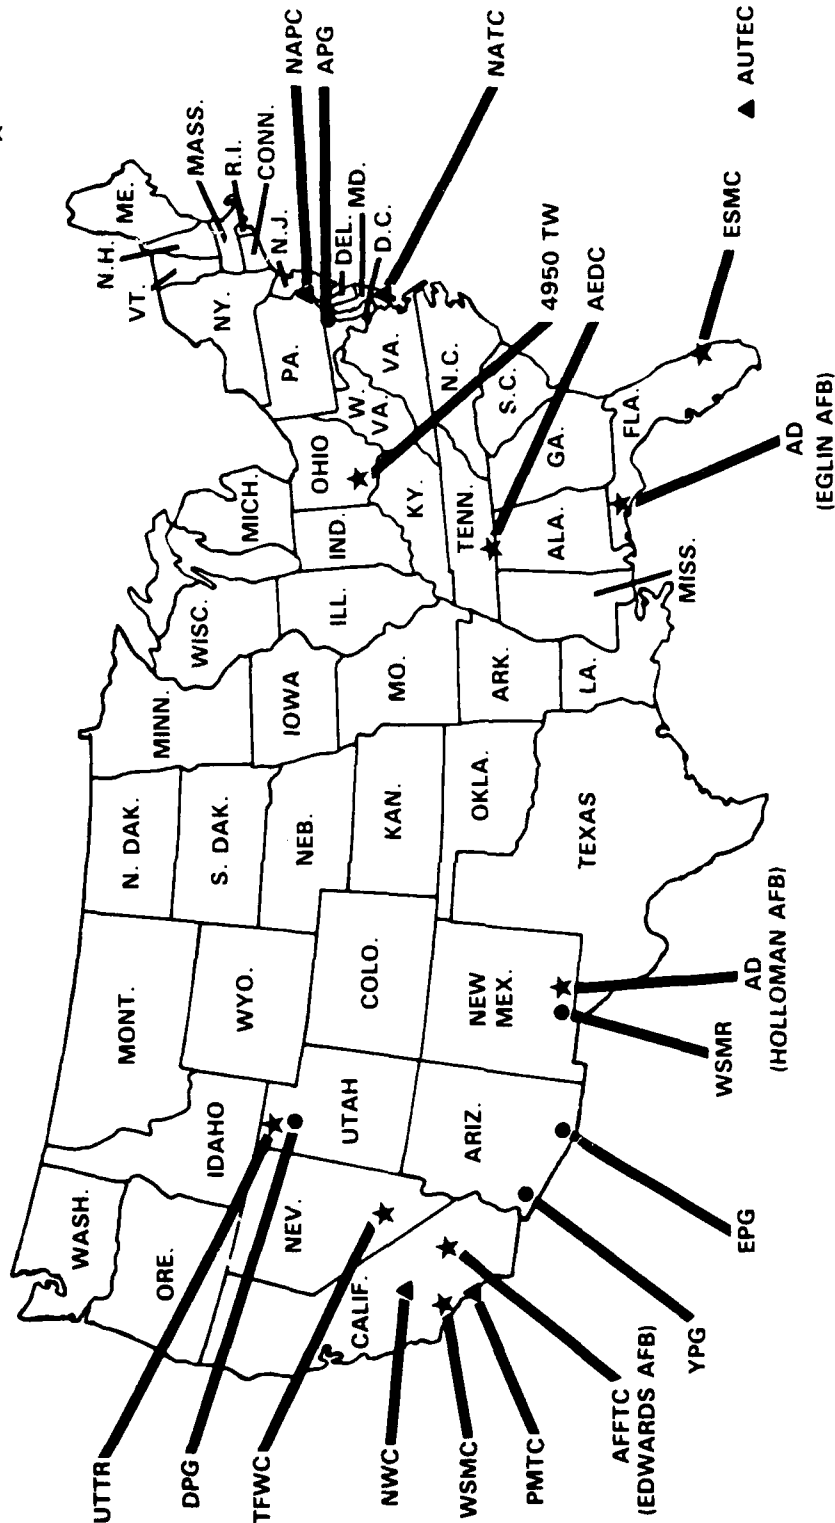 WASH.
ORE.
CALIF.
NEV.
IDAHO
UTAH
ARIZ.
MONT.
WYO.
COLO.
NEW
MEX.
N. DAK.
S. DAK.
NEB.
KAN.
OKLA.
TEXAS
MINN.
IOWA
MO.
ARK.
LA.
WISC.
ILL.
MICH.
IND.
OHIO
KY.
TENN.
MISS.
ALA.
GA.
FLA.
S.C.
N.C.
VA.
W.
VA.
PA.
NY.
VT.
N.H.
ME.
MASS.
R.I.
CONN.
N.J.
DEL.
MD.
D.C.
UTTR
DPG
TFWC
NWC
WSMC
PMTC
AFFTC
(EDWARDS AFB)
YPG
EPG
WSMR
AD
(HOLLOMAN AFB)
AD
(EGLIN AFB)
ESMC
AUTEC
AEDC
4950 TW
NATC
APG
NAPC